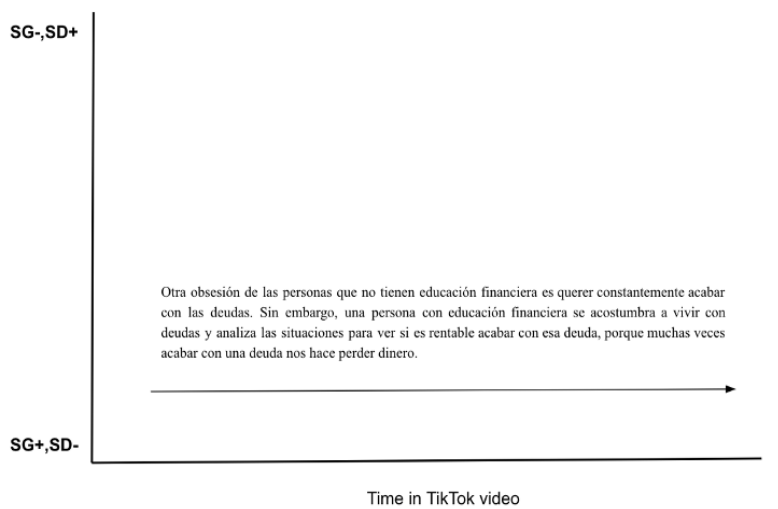 SG-,SD+
Otra obsesión de las personas que no tienen educación financiera es querer constantemente acabar
con las deudas. Sin embargo, una persona con educación financiera se acostumbra a vivir con
deudas y analiza las situaciones para ver si es rentable acabar con esa deuda, porque muchas veces
acabar con una deuda nos hace perder dinero.
SG+,SD-
Time in TikTok video